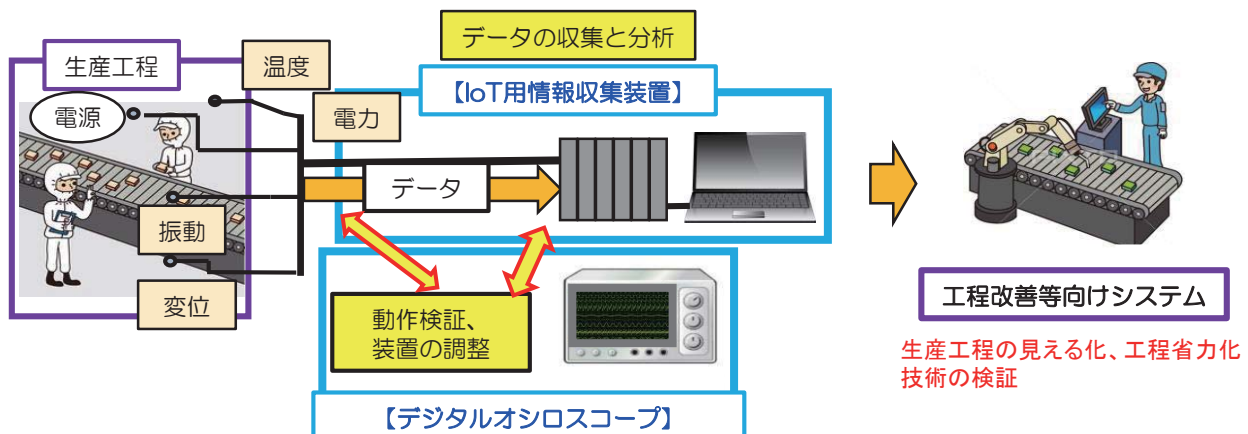 データの収集と分析
生産工程
温度
【IoT用情報収集装置】
電源
電力
データ
振動
変位
動作検証、
装置の調整
【デジタルオシロスコープ】
工程改善等向けシステム
生産工程の見える化、工程省力化
技術の検証